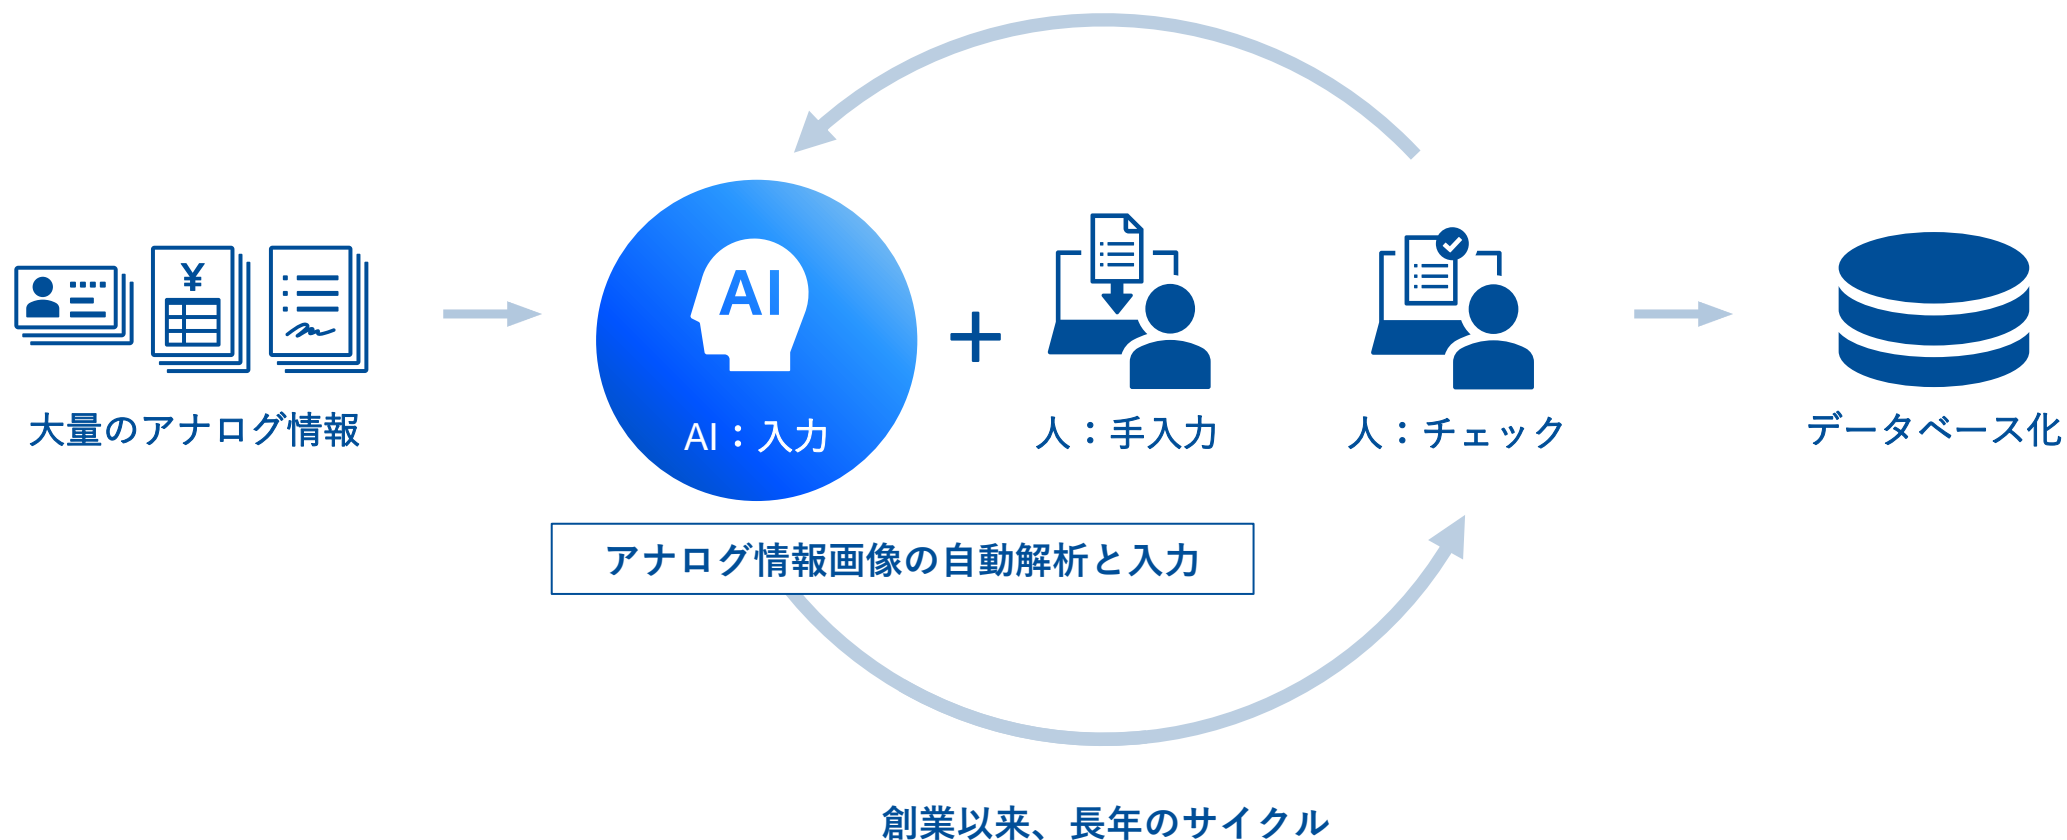 ¥
AI
大量のアナログ情報
AI：入力
人：手入力
人：チェック
データベース化
アナログ情報画像の自動解析と入力
創業以来、長年のサイクル